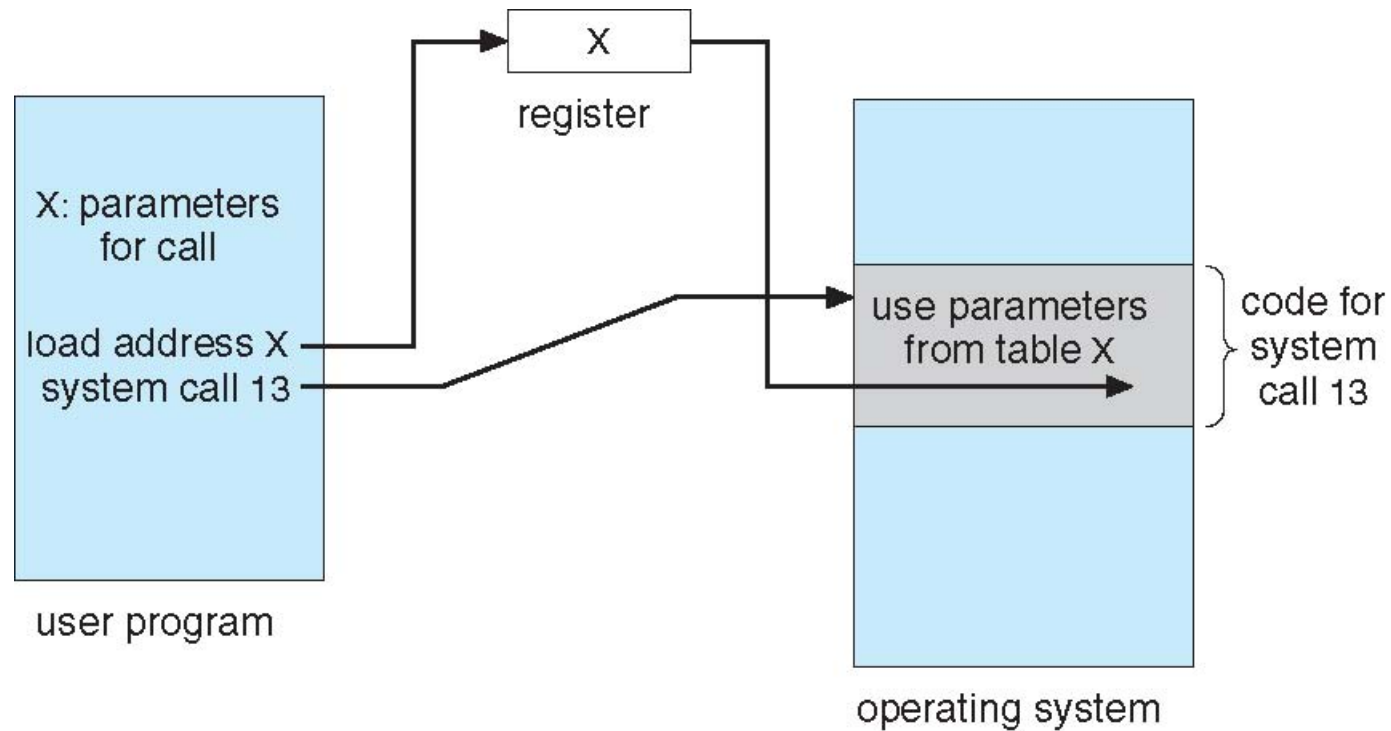 X
register
X: parameters
for call
load address X
system call 13
user program
use parameters
from table X
code for
system
call 13
operating system